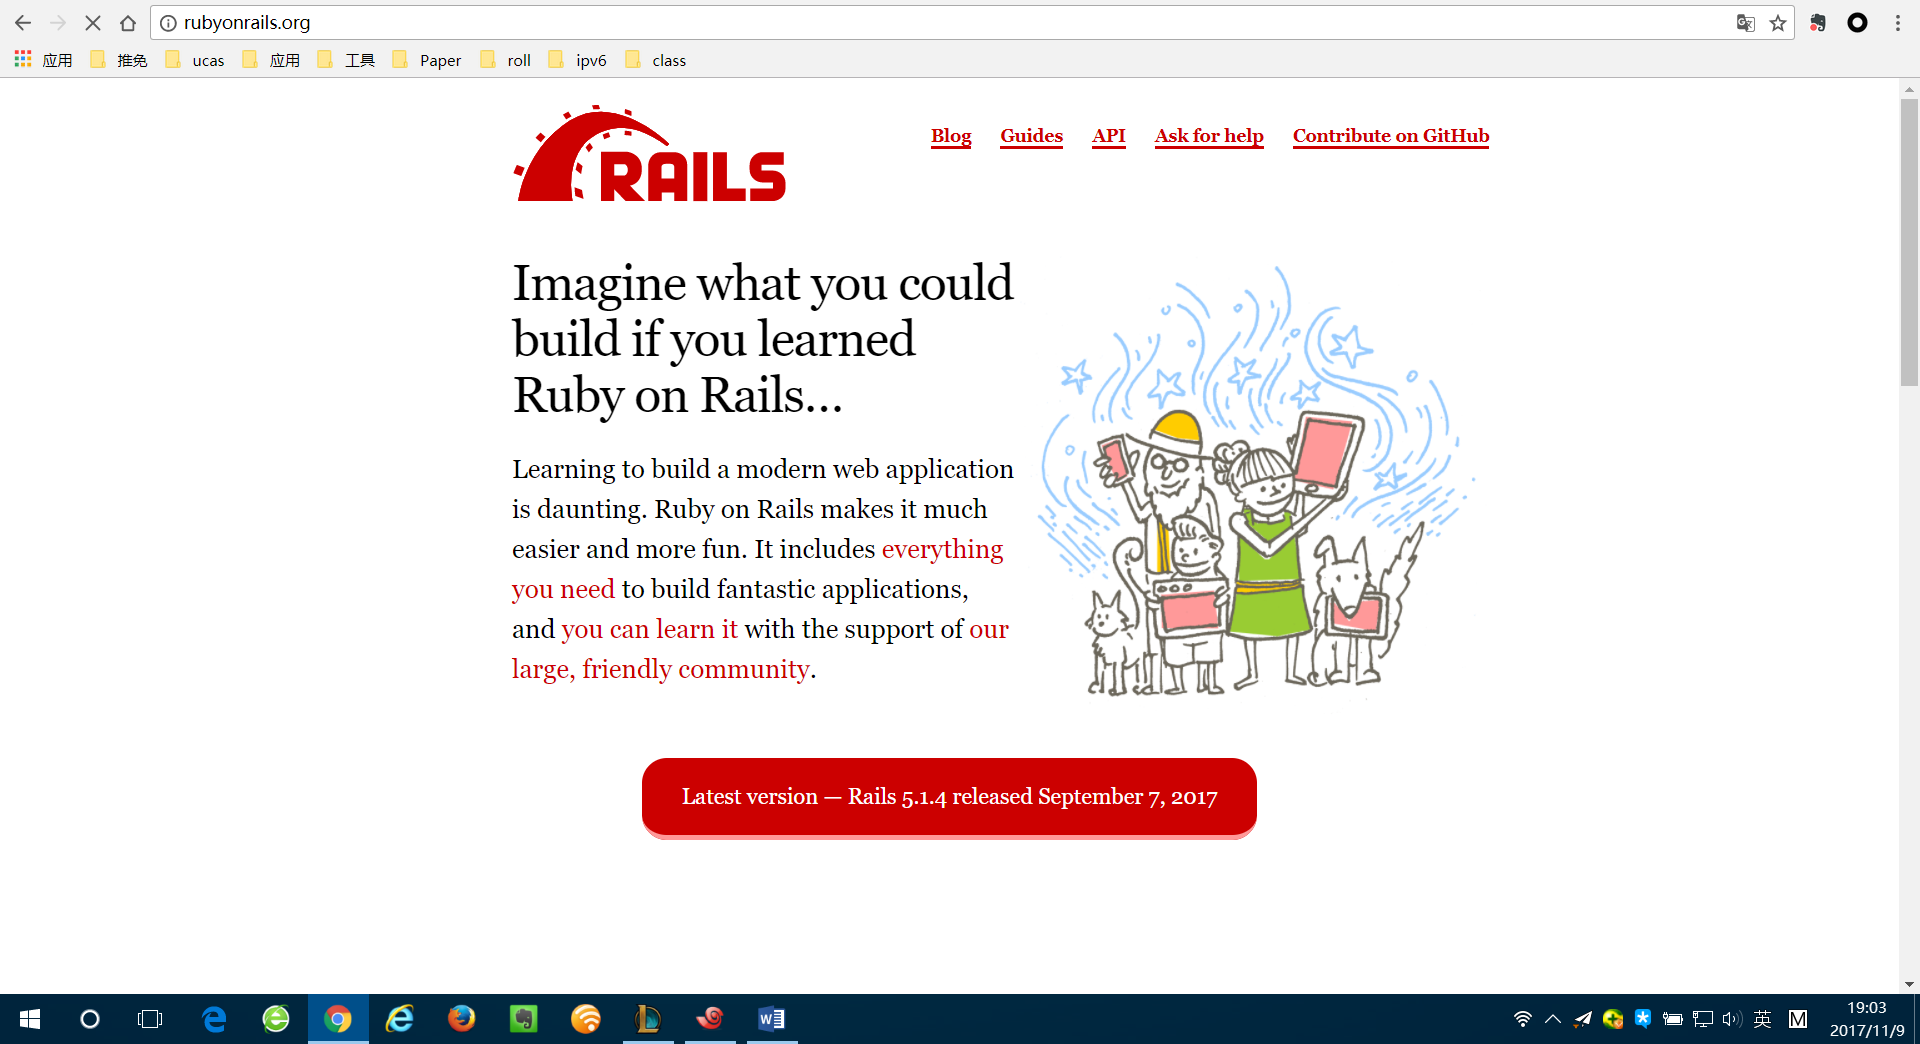 rubyonrails.org
应用 推免 ucas 应用 工具 Paper roll ipv6 class
RAILS
Blog Guides API Ask for help Contribute on GitHub
Imagine what you could
build if you learned
Ruby on Rails...
Learning to build a modern web application
is daunting. Ruby on Rails makes it much
easier and more fun. It includes everything
you need to build fantastic applications,
and you can learn it with the support of our
large, friendly community.
Latest version — Rails 5.1.4 released September 7, 2017
英 M
19:03
2017/11/9